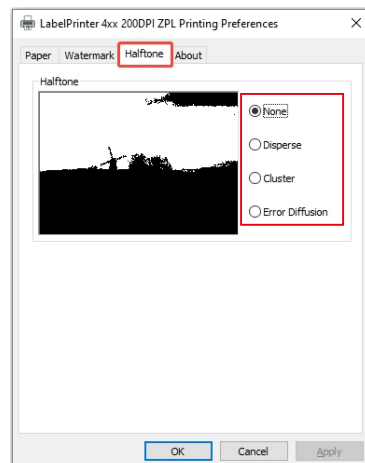 LabelPrinter 4xx 200DPI ZPL Printing Preferences
Paper Watermark Halftone About
Halftone
None
Disperse
Cluster
Error Diffusion
OK Cancel Apply